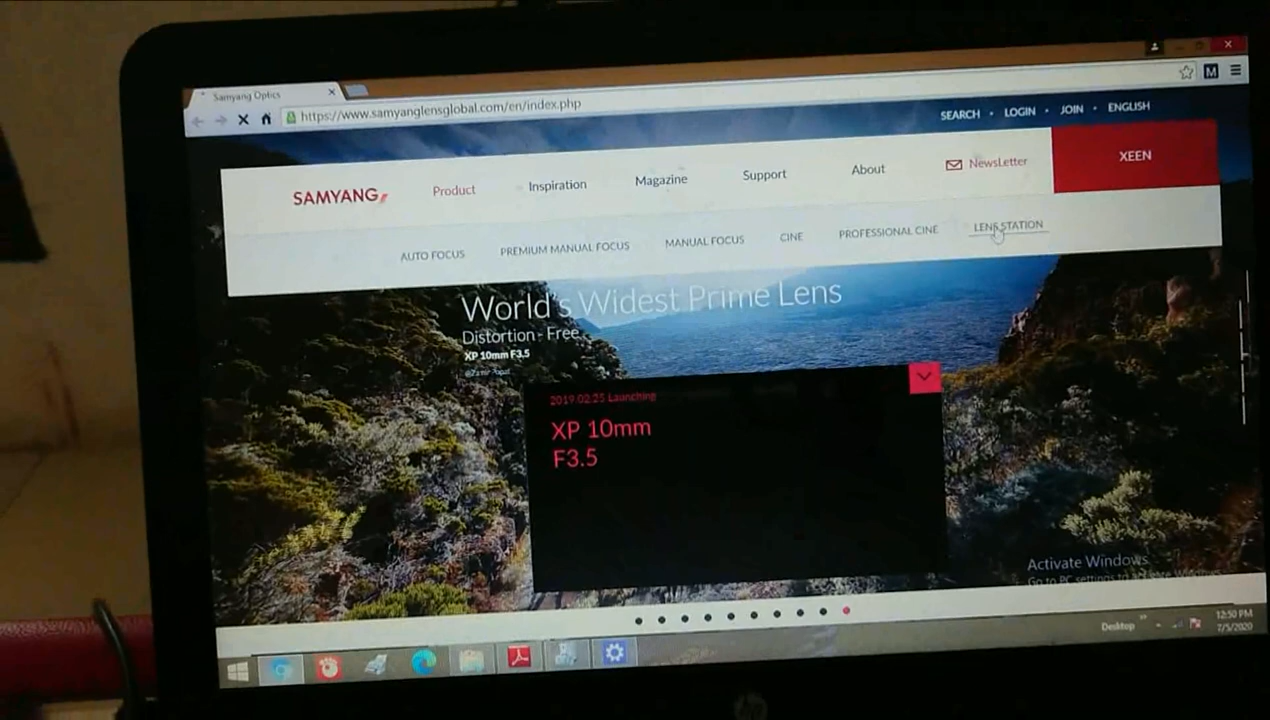 Samyang Optics
https://www.samyanglensglobal.com/en/index.php
SEARCH • LOGIN • JOIN • ENGLISH
SAMYANG
Product
Inspiration
Magazine
Support
About
NewsLetter
XEEN
AUTO FOCUS
PREMIUM MANUAL FOCUS
MANUAL FOCUS
CINE
PROFESSIONAL CINE
LENS STATION
World's Widest Prime Lens
Distortion - Free
XP 10mm F3.5
2019.02.25 Launching
XP 10mm
F3.5
Activate Windows
Go to PC settings to activate Windows.
Desktop
12:50 PM
7/5/2020
M
hp